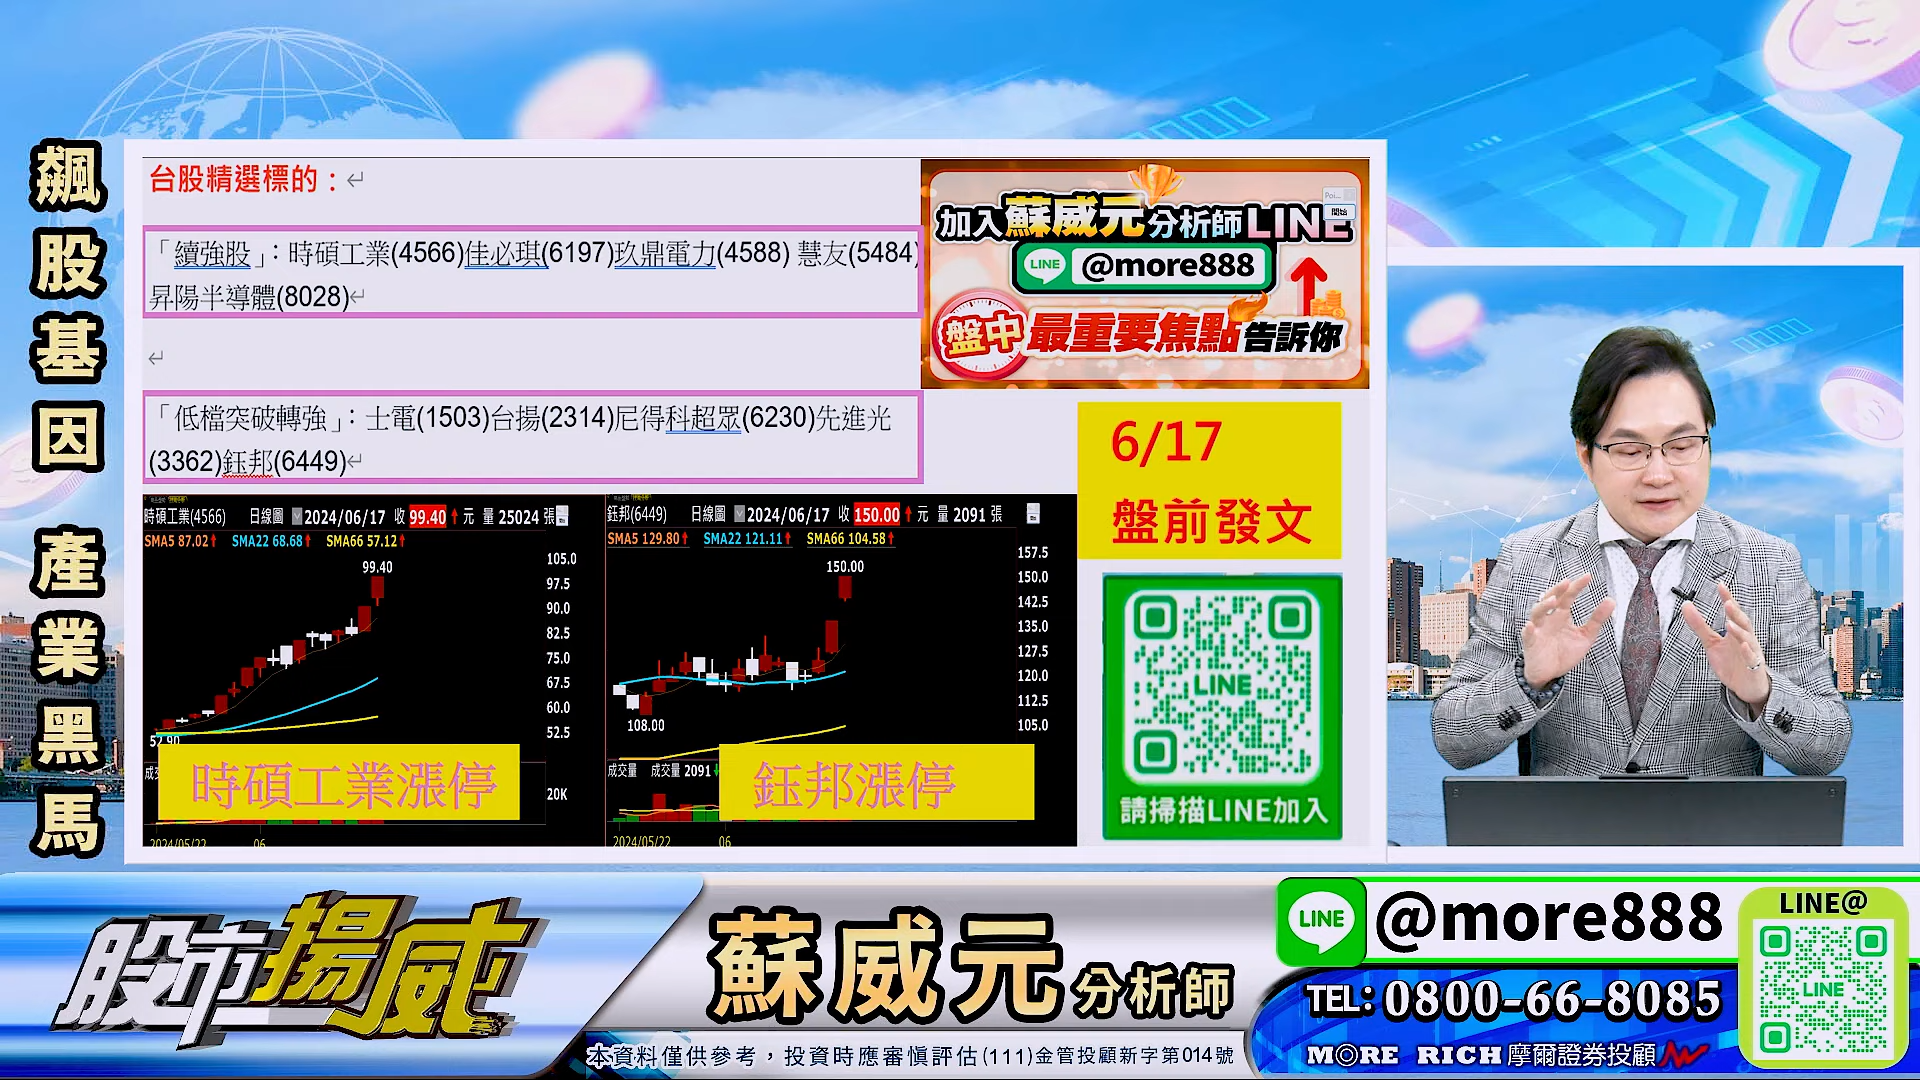 飆股基因 產業黑馬
台股精選標的：
「續強股」：時碩工業(4566)佳必琪(6197)玖鼎電力(4588) 慧友(5484)
昇陽半導體(8028)
「低檔突破轉強」：士電(1503)台揚(2314)尼得科超眾(6230)先進光
(3362)鈺邦(6449)
加入蘇威元分析師LINE
開始
LINE @more888
盤中最重要焦點告訴你
6/17
盤前發文
LINE
請掃描LINE加入
時碩工業(4566) 日線圖 2024/06/17 收 99.40 ↑ 元 量 25024 張
SMA5 87.02↑ SMA22 68.68↑ SMA66 57.12↑
99.40
105.0
97.5
90.0
82.5
75.0
67.5
60.0
52.5
52.90
20K
時碩工業漲停
2024/05/22 06
鈺邦(6449) 日線圖 2024/06/17 收 150.00 ↑ 元 量 2091 張
SMA5 129.80↑ SMA22 121.11↑ SMA66 104.58↑
150.00
157.5
150.0
142.5
135.0
127.5
120.0
112.5
105.0
108.00
成交量 成交量 2091↓
鈺邦漲停
2024/05/22 06
股市揚威
蘇威元 分析師
本資料僅供參考，投資時應審慎評估(111)金管投顧新字第014號
LINE @more888
TEL:0800-66-8085
MORE RICH 摩爾證券投顧
LINE@
LINE